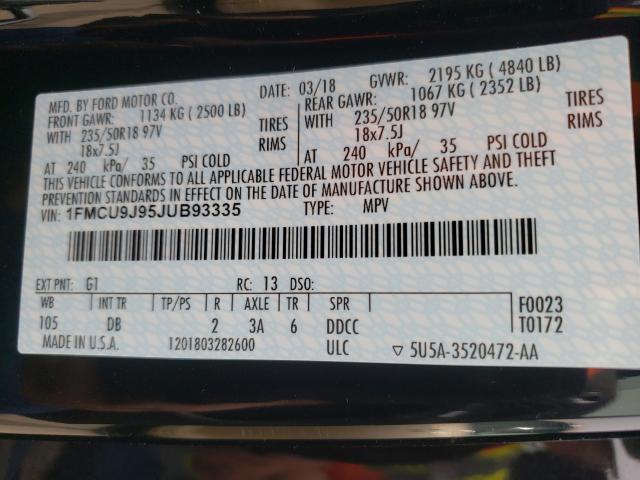 MFD. BY FORD MOTOR CO. DATE: 03/18 GVWR: 2195 KG ( 4840 LB)
FRONT GAWR: 1134 KG ( 2500 LB) REAR GAWR: 1067 KG ( 2352 LB)
WITH 235/50R18 97V TIRES WITH 235/50R18 97V TIRES
18x7.5J RIMS 18x7.5J RIMS
AT 240 kPa/ 35 PSI COLD AT 240 kPa/ 35 PSI COLD
THIS VEHICLE CONFORMS TO ALL APPLICABLE FEDERAL MOTOR VEHICLE SAFETY AND THEFT
PREVENTION STANDARDS IN EFFECT ON THE DATE OF MANUFACTURE SHOWN ABOVE.
VIN: 1FMCU9J95JUB93335 TYPE: MPV
EXT PNT: G1 RC: 13 DSO:
WB INT TR TP/PS R AXLE TR SPR F0023
105 DB 2 3A 6 DDCC T0172
MADE IN U.S.A. 1201803282600 ULC ▽ 5U5A-3520472-AA